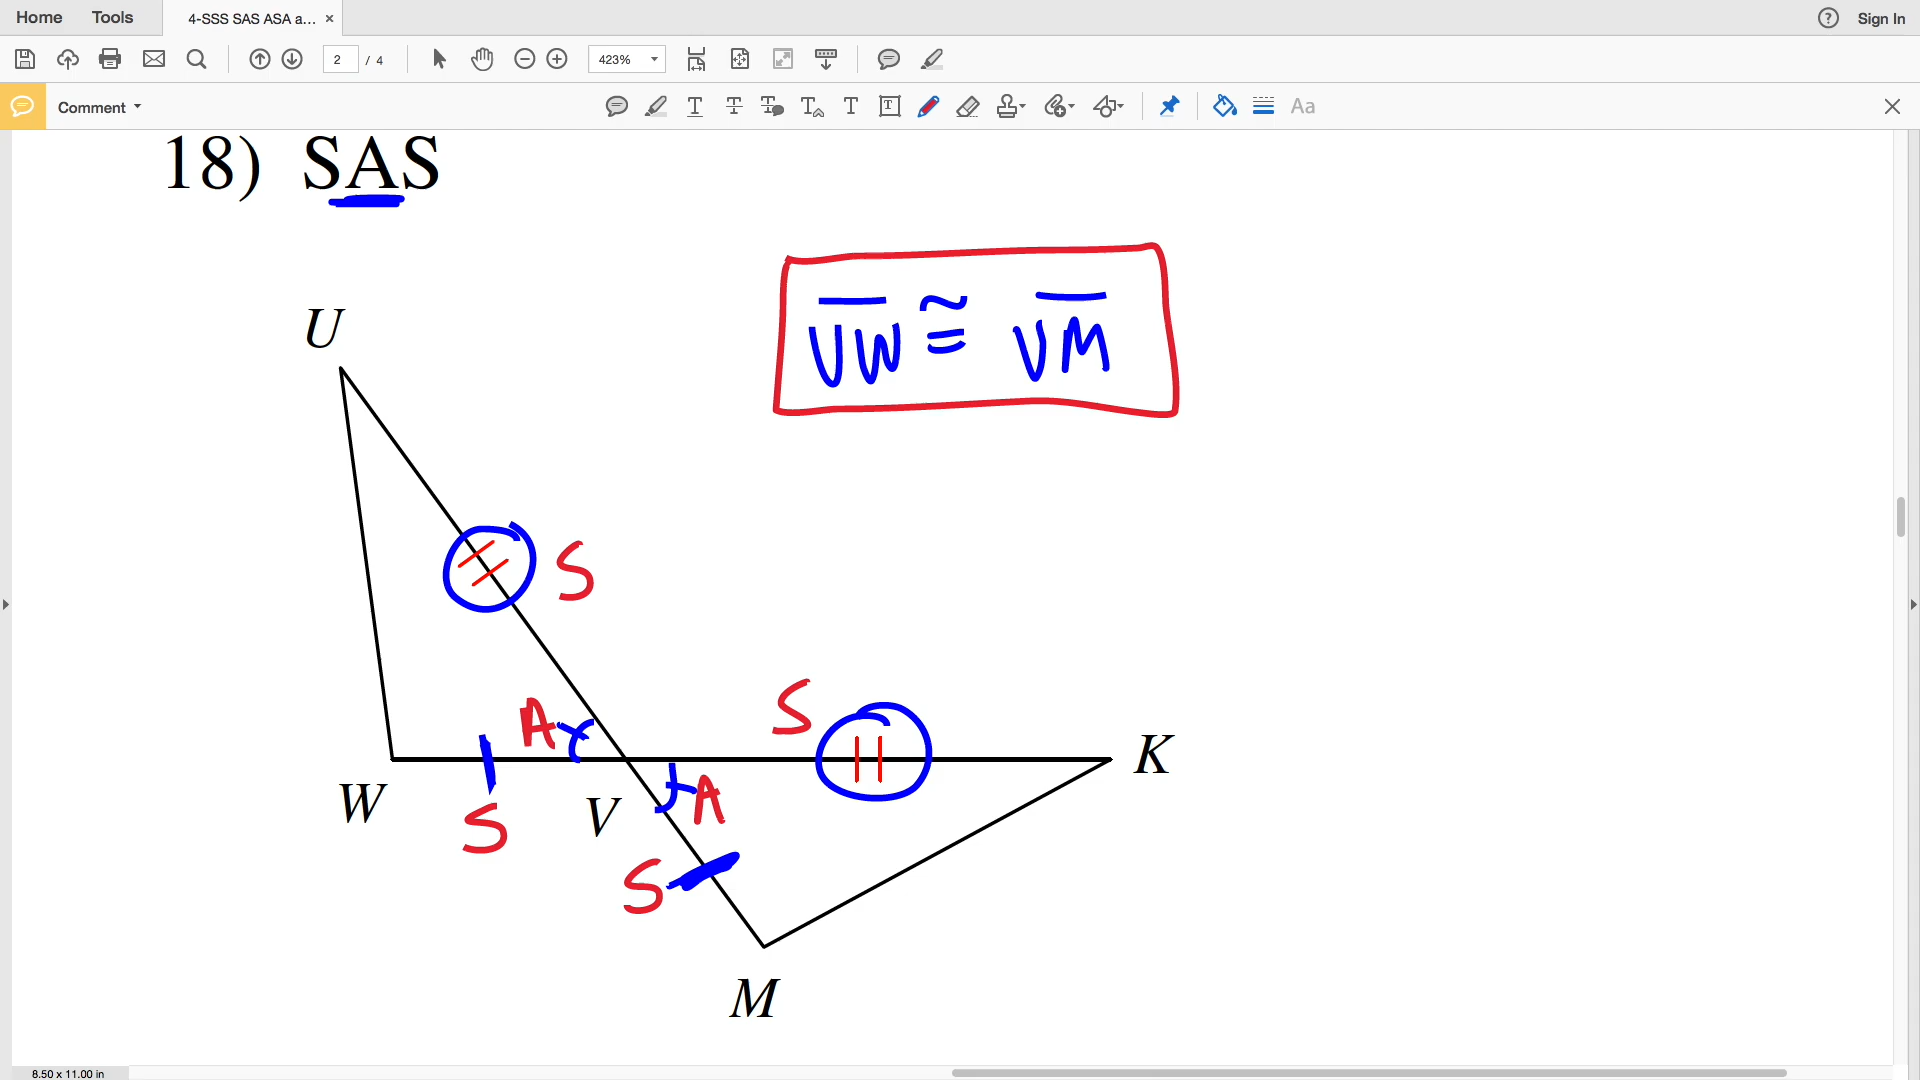 Home Tools 4-SSS SAS ASA a... × ? Sign In
2 / 4 423%
Comment T T T T T T Aa
18) SAS
VW ≅ VM
U
S
S
A
K
W
V
A
S
S
M
8.50 x 11.00 in